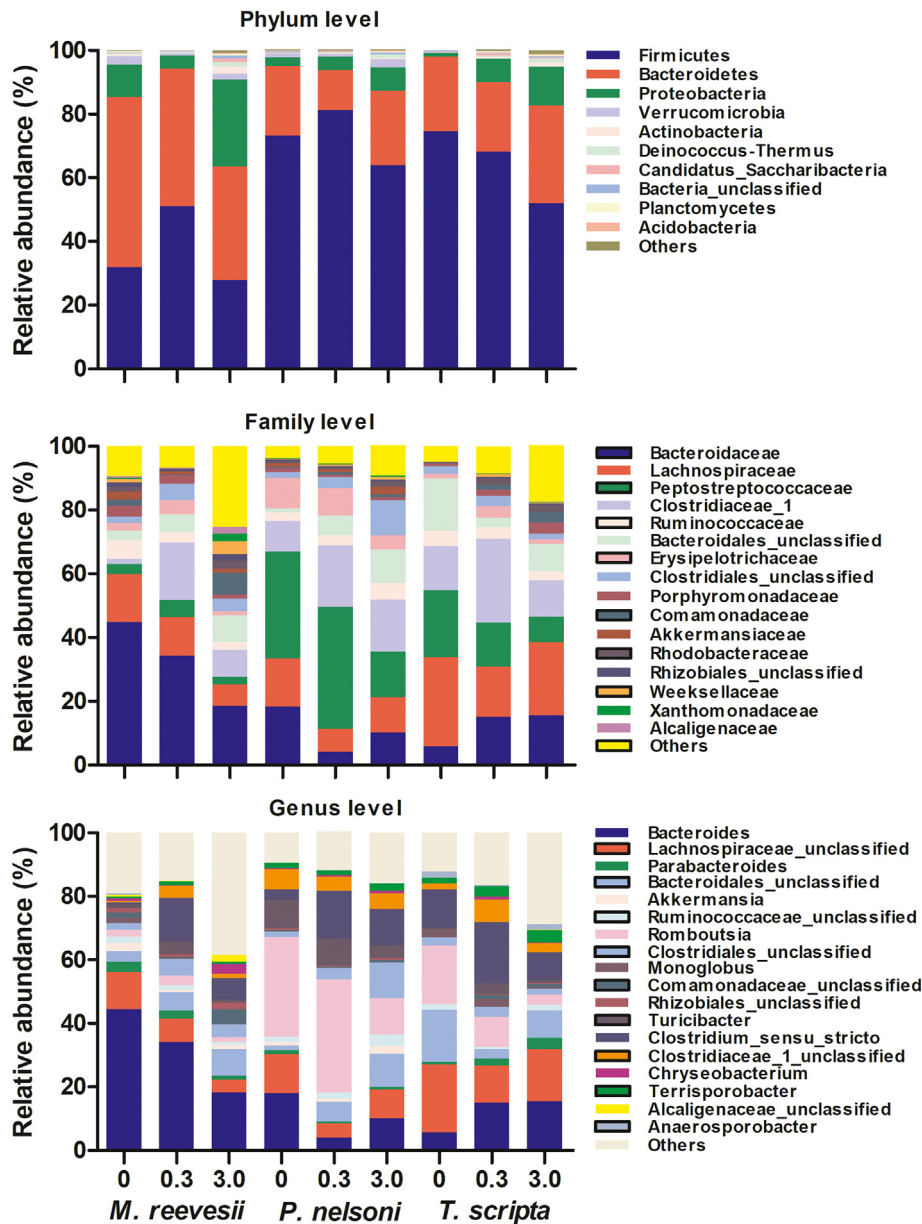 Phylum level
Relative abundance (%)
100
80
60
40
20
0
Firmicutes
Bacteroidetes
Proteobacteria
Verrucomicrobia
Actinobacteria
Deinococcus-Thermus
Candidatus_Saccharibacteria
Bacteria_unclassified
Planctomycetes
Acidobacteria
Others
Family level
Relative abundance (%)
100
80
60
40
20
0
Bacteroidaceae
Lachnospiraceae
Peptostreptococcaceae
Clostridiaceae_1
Ruminococcaceae
Bacteroidales_unclassified
Erysipelotrichaceae
Clostridiales_unclassified
Porphyromonadaceae
Comamonadaceae
Akkermansiaceae
Rhodobacteraceae
Rhizobiales_unclassified
Weeksellaceae
Xanthomonadaceae
Alcaligenaceae
Others
Genus level
Relative abundance (%)
100
80
60
40
20
0
Bacteroides
Lachnospiraceae_unclassified
Parabacteroides
Bacteroidales_unclassified
Akkermansia
Ruminococcaceae_unclassified
Romboutsia
Clostridiales_unclassified
Monoglobus
Comamonadaceae_unclassified
Rhizobiales_unclassified
Turicibacter
Clostridium_sensu_stricto
Clostridiaceae_1_unclassified
Chryseobacterium
Terrisporobacter
Alcaligenaceae_unclassified
Anaerosporobacter
Others
0 0.3 3.0 0 0.3 3.0 0 0.3 3.0
M. reevesii P. nelsoni T. scripta